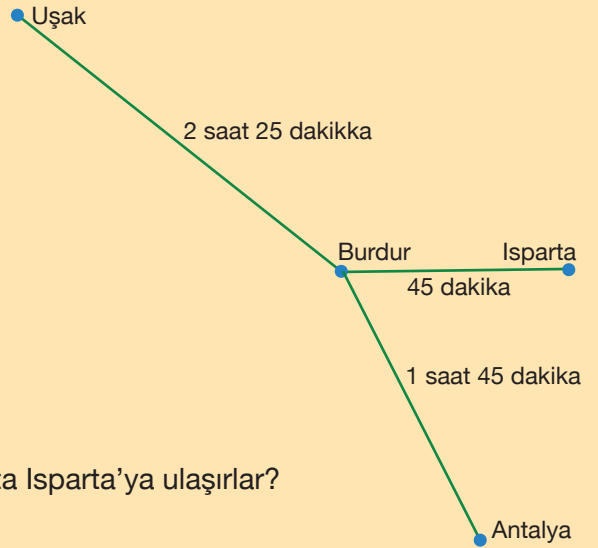 Uşak
2 saat 25 dakikka
Burdur
Isparta
45 dakika
1 saat 45 dakika
Isparta’ya ulaşırlar?
Antalya